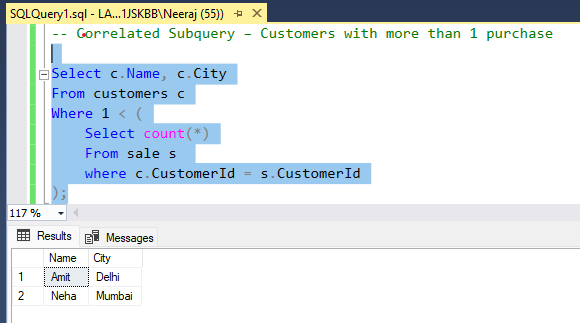 SQLQuery1.sql - LA...1JSKBB\Neeraj (55))
-- Correlated Subquery – Customers with more than 1 purchase
Select c.Name, c.City
From customers c
Where 1 < (
Select count(*)
From sale s
where c.CustomerId = s.CustomerId
);
117 %
Results Messages
Name City
1 Amit Delhi
2 Neha Mumbai